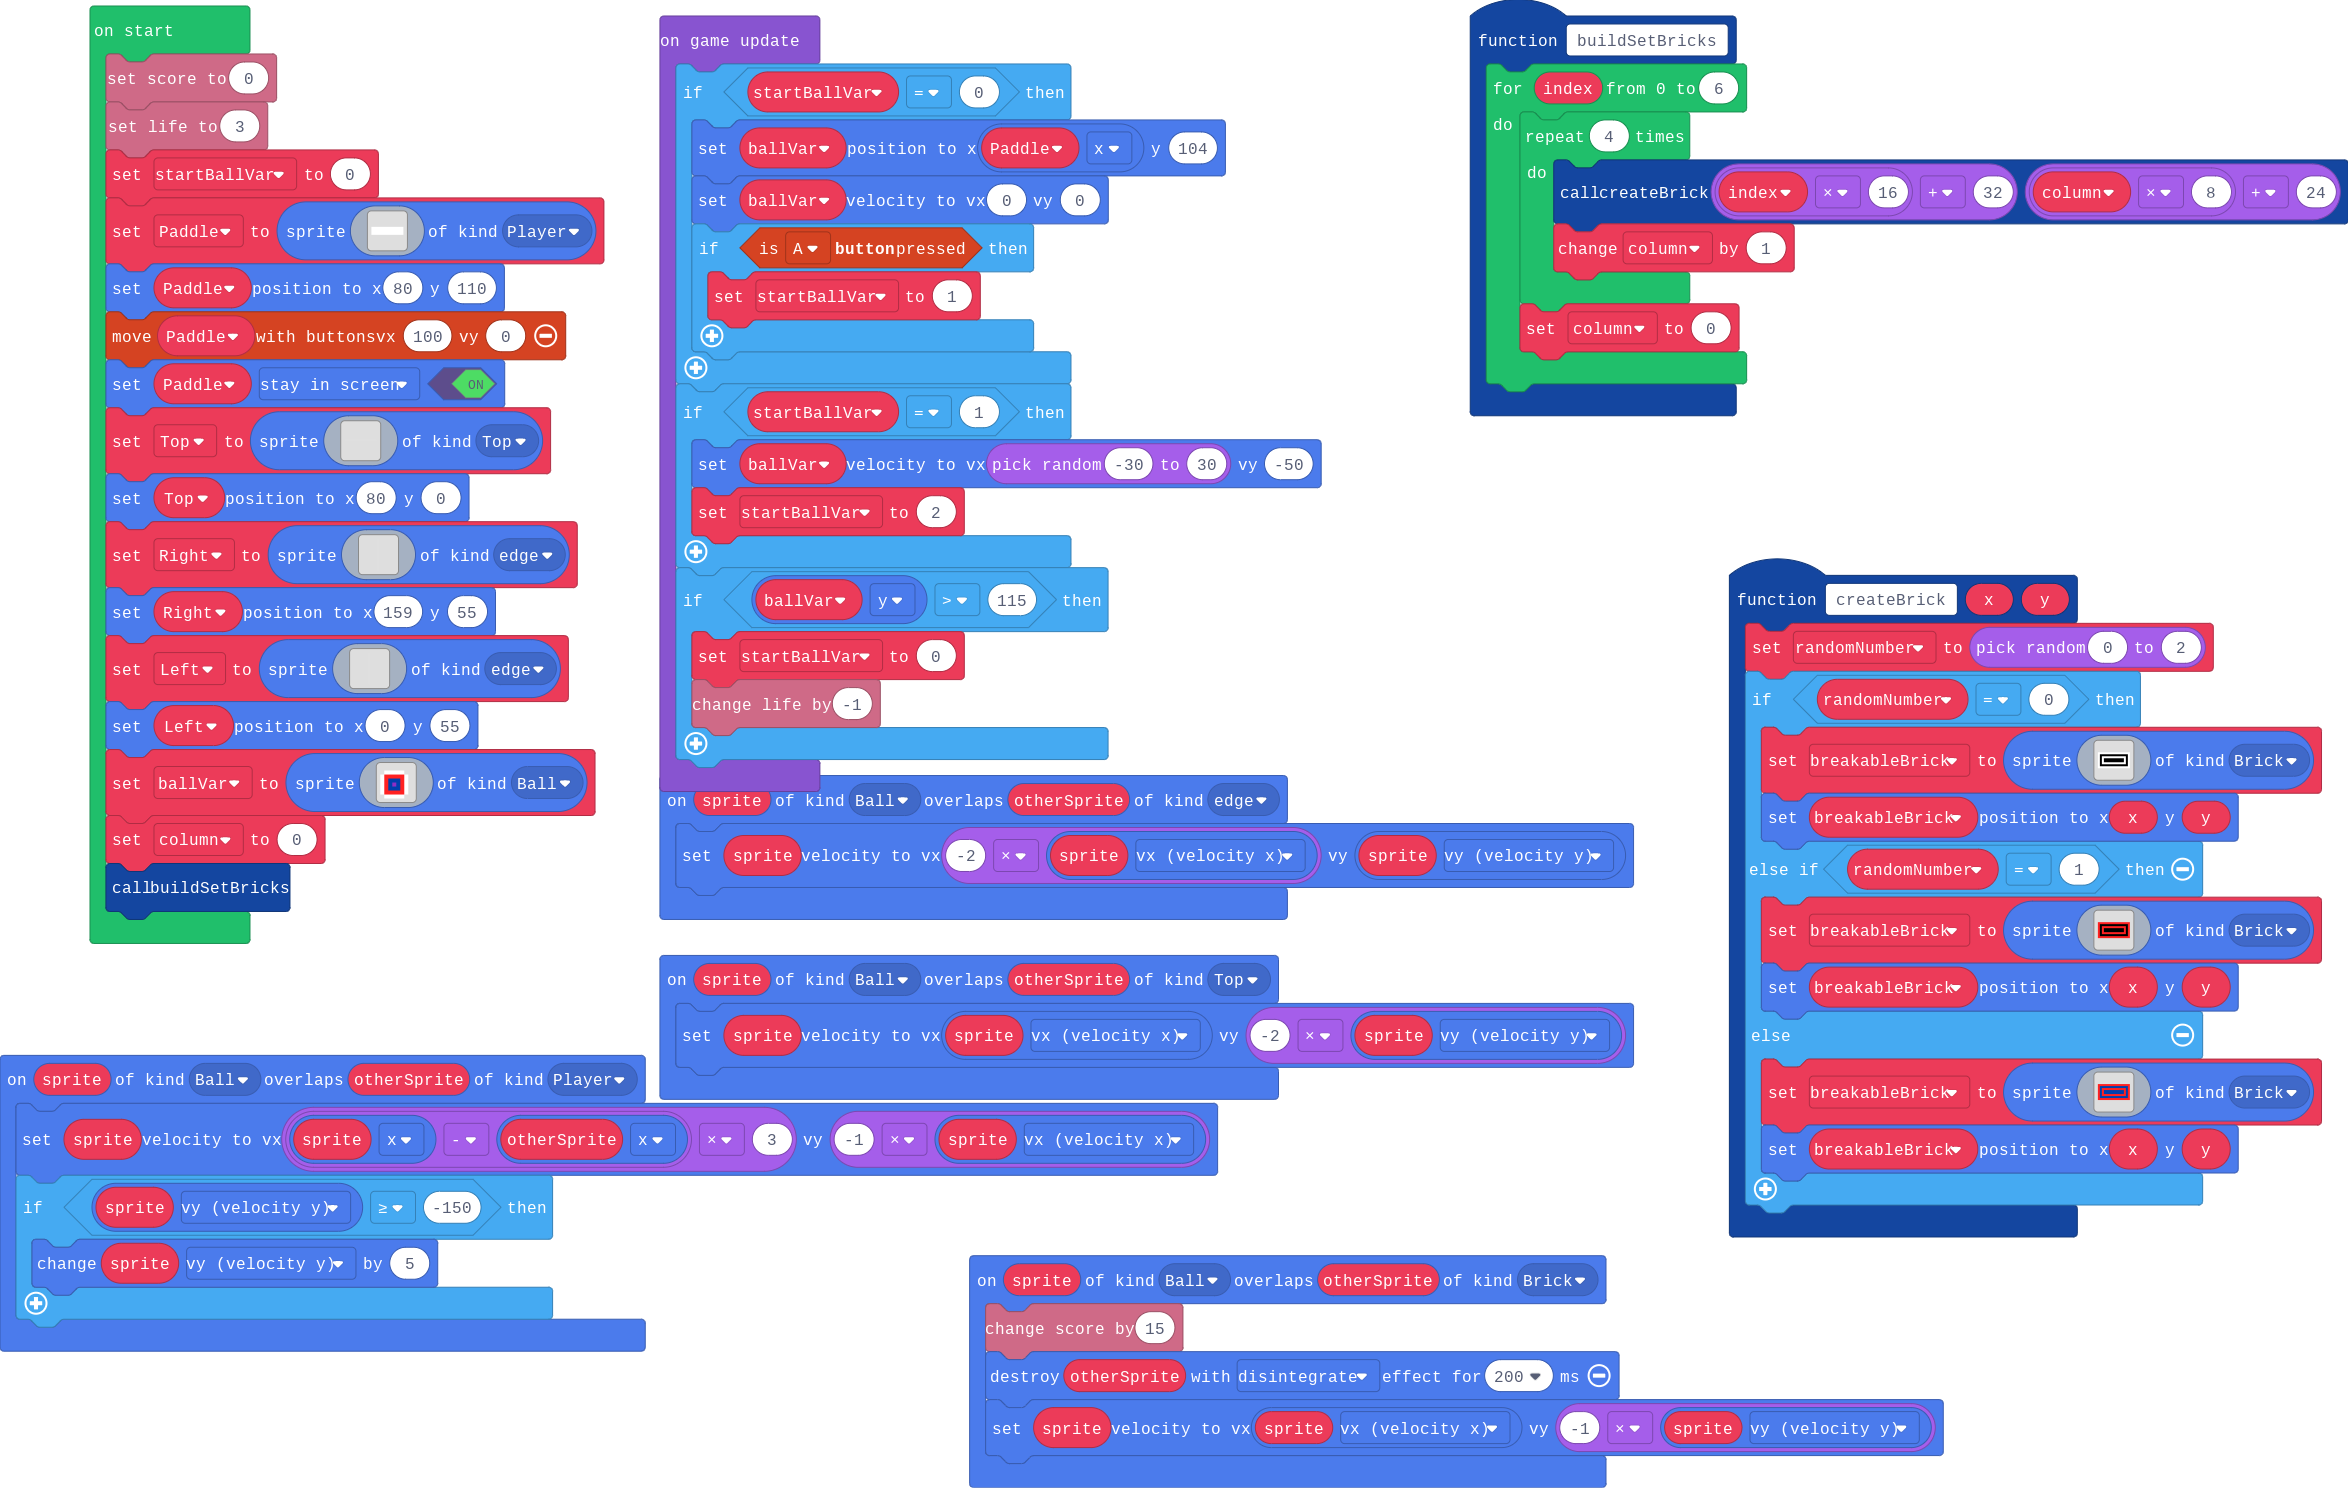 on start
set score to 0
set life to 3
set startBallVar to 0
set Paddle to sprite of kind Player
set Paddle position to x 80 y 110
move Paddle with buttons vx 100 vy 0
set Paddle stay in screen ON
set Top to sprite of kind Top
set Top position to x 80 y 0
set Right to sprite of kind edge
set Right position to x 159 y 55
set Left to sprite of kind edge
set Left position to x 0 y 55
set ballVar to sprite of kind Ball
set column to 0
call buildSetBricks
on game update
if startBallVar = 0 then
set ballVar position to x Paddle x y 104
set ballVar velocity to vx 0 vy 0
if is A button pressed then
set startBallVar to 1
if startBallVar = 1 then
set ballVar velocity to vx pick random -30 to 30 vy -50
set startBallVar to 2
if ballVar y > 115 then
set startBallVar to 0
change life by -1
on sprite of kind Ball overlaps otherSprite of kind edge
set sprite velocity to vx -2 × sprite vx (velocity x) vy sprite vy (velocity y)
on sprite of kind Ball overlaps otherSprite of kind Top
set sprite velocity to vx sprite vx (velocity x) vy -2 × sprite vy (velocity y)
on sprite of kind Ball overlaps otherSprite of kind Player
set sprite velocity to vx sprite x - otherSprite x × 3 vy -1 × sprite vx (velocity x)
if sprite vy (velocity y) ≥ -150 then
change sprite vy (velocity y) by 5
on sprite of kind Ball overlaps otherSprite of kind Brick
change score by 15
destroy otherSprite with disintegrate effect for 200 ms
set sprite velocity to vx sprite vx (velocity x) vy -1 × sprite vy (velocity y)
function buildSetBricks
for index from 0 to 6
do
repeat 4 times
do
call createBrick index × 16 + 32 column × 8 + 24
change column by 1
set column to 0
function createBrick x y
set randomNumber to pick random 0 to 2
if randomNumber = 0 then
set breakableBrick to sprite of kind Brick
set breakableBrick position to x x y y
else if randomNumber = 1 then
set breakableBrick to sprite of kind Brick
set breakableBrick position to x x y y
else
set breakableBrick to sprite of kind Brick
set breakableBrick position to x x y y